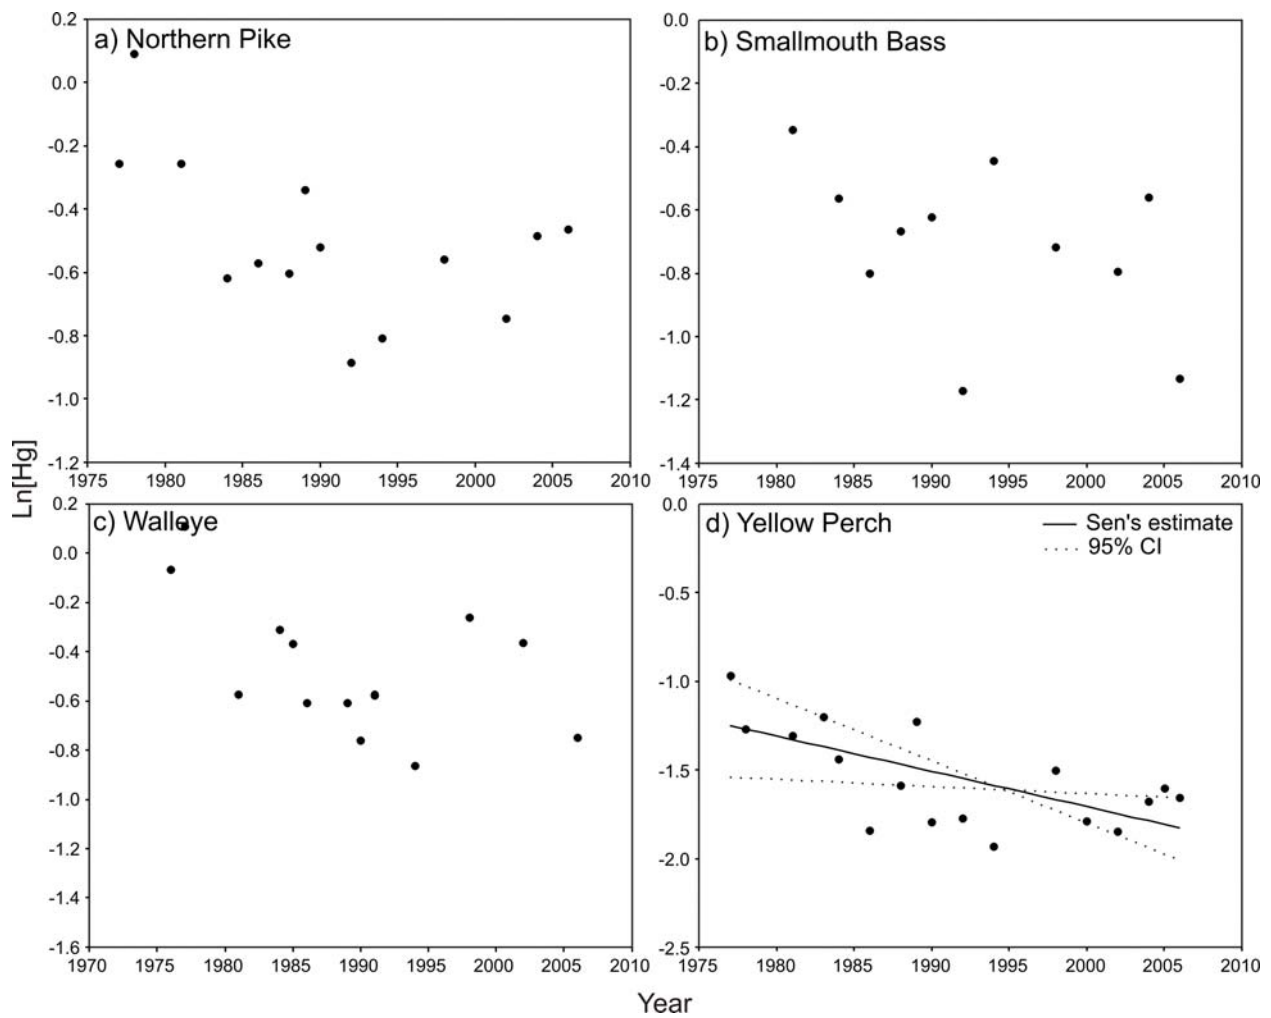 a) Northern Pike
0.2
0.0
-0.2
-0.4
-0.6
-0.8
-1.0
-1.2
1975 1980 1985 1990 1995 2000 2005 2010
b) Smallmouth Bass
0.0
-0.2
-0.4
-0.6
-0.8
-1.0
-1.2
-1.4
1975 1980 1985 1990 1995 2000 2005 2010
Ln[Hg]
c) Walleye
0.2
0.0
-0.2
-0.4
-0.6
-0.8
-1.0
-1.2
-1.4
-1.6
1970 1975 1980 1985 1990 1995 2000 2005 2010
d) Yellow Perch
Sen's estimate
95% CI
0.0
-0.5
-1.0
-1.5
-2.0
-2.5
1975 1980 1985 1990 1995 2000 2005 2010
Year